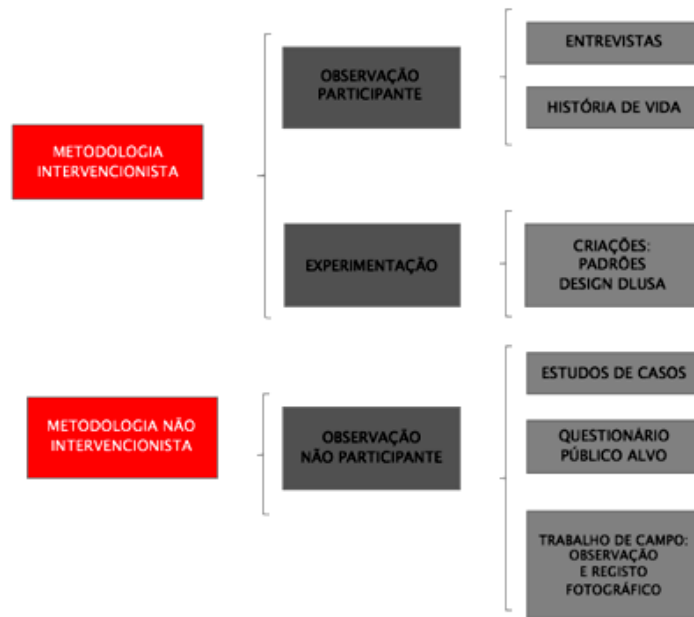 METODOLOGIA
INTERVENCIONISTA
OBSERVAÇÃO
PARTICIPANTE
ENTREVISTAS
HISTÓRIA DE VIDA
EXPERIMENTAÇÃO
CRIAÇÕES:
PADRÕES
DESIGN DLUSA
METODOLOGIA NÃO
INTERVENCIONISTA
OBSERVAÇÃO
NÃO PARTICIPANTE
ESTUDOS DE CASOS
QUESTIONÁRIO
PÚBLICO ALVO
TRABALHO DE CAMPO:
OBSERVAÇÃO
E REGISTO
FOTOGRÁFICO